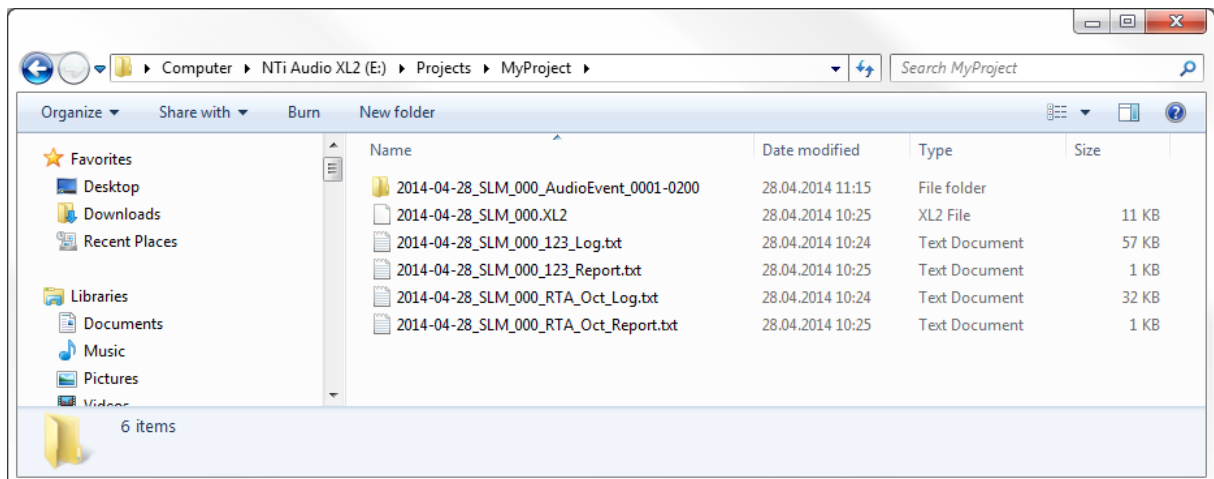 Computer NTi Audio XL2 (E:) Projects MyProject Search MyProject
Organize Share with Burn New folder
Favorites
Desktop
Downloads
Recent Places
Libraries
Documents
Music
Pictures
Videos
Name Date modified Type Size
2014-04-28_SLM_000_AudioEvent_0001-0200 28.04.2014 11:15 File folder
2014-04-28_SLM_000.XL2 28.04.2014 10:25 XL2 File 11 KB
2014-04-28_SLM_000_123_Log.txt 28.04.2014 10:24 Text Document 57 KB
2014-04-28_SLM_000_123_Report.txt 28.04.2014 10:25 Text Document 1 KB
2014-04-28_SLM_000_RTA_Oct_Log.txt 28.04.2014 10:24 Text Document 32 KB
2014-04-28_SLM_000_RTA_Oct_Report.txt 28.04.2014 10:25 Text Document 1 KB
6 items